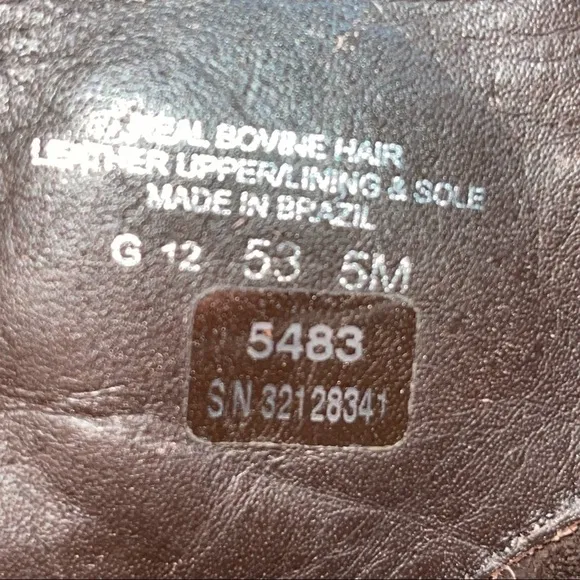 REAL BOVINE HAIR
LEATHER UPPER/LINING & SOLE
MADE IN BRAZIL
G 12 53 5M
5483
S/N 32128341